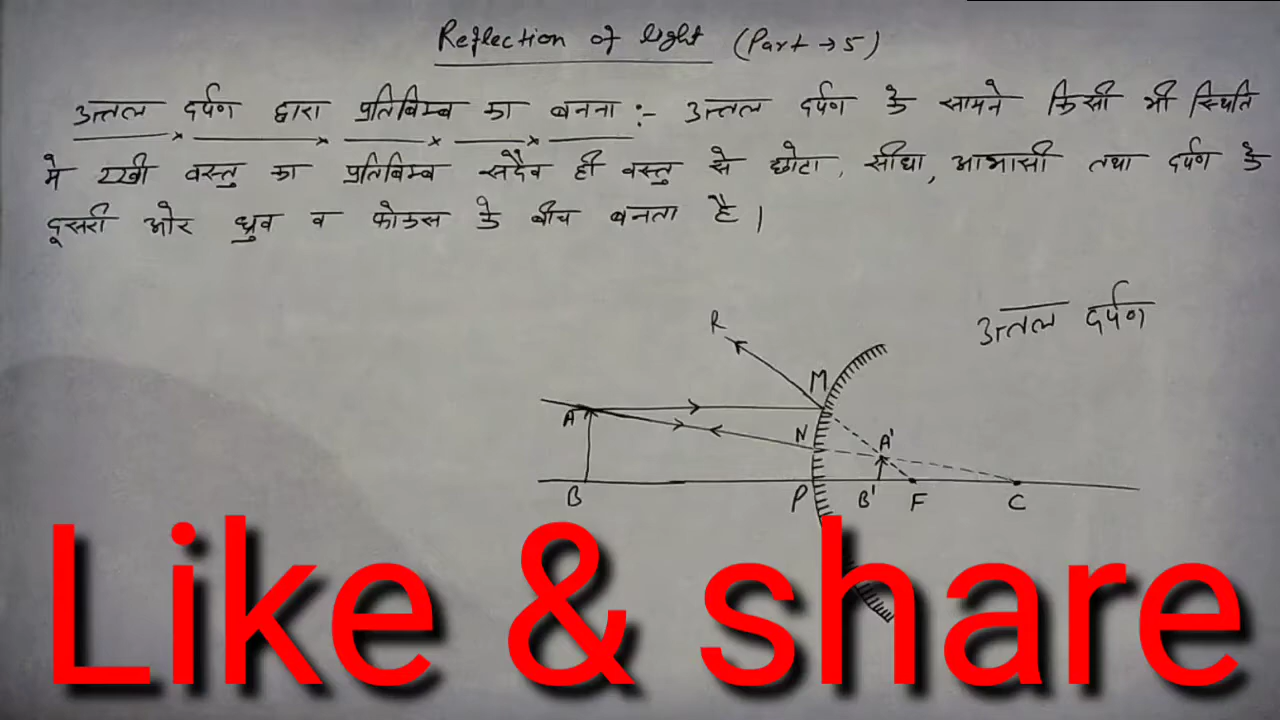 Reflection of light (Part → 5)
उत्तल दर्पण द्वारा प्रतिबिम्ब का बनना :- उत्तल दर्पण के सामने किसी भी स्थिति
मे रखी वस्तु का प्रतिबिम्ब सदैव ही वस्तु से छोटा, सीधा, आभासी तथा दर्पण के
दूसरी ओर ध्रुव व फोकस के बीच बनता है।
उत्तल दर्पण
R
M
A
N
A'
B
P
B'
F
C
Like & share